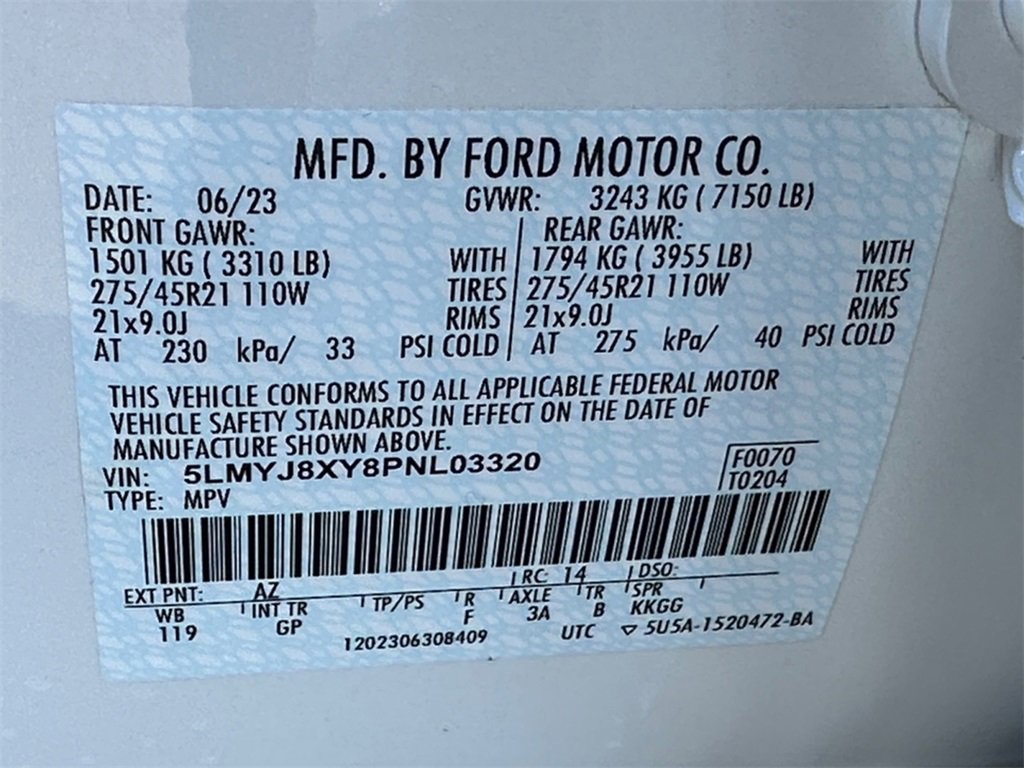 MFD. BY FORD MOTOR CO.
DATE: 06/23 GVWR: 3243 KG ( 7150 LB)
FRONT GAWR: REAR GAWR:
1501 KG ( 3310 LB) WITH 1794 KG ( 3955 LB) WITH
275/45R21 110W TIRES 275/45R21 110W TIRES
21x9.0J RIMS 21x9.0J RIMS
AT 230 kPa/ 33 PSI COLD AT 275 kPa/ 40 PSI COLD
THIS VEHICLE CONFORMS TO ALL APPLICABLE FEDERAL MOTOR
VEHICLE SAFETY STANDARDS IN EFFECT ON THE DATE OF
MANUFACTURE SHOWN ABOVE.
VIN: 5LMYJ8XY8PNL03320 F0070
TYPE: MPV T0204
EXT PNT: AZ RC: 14 DSO:
WB INT TR TP/PS R AXLE TR SPR
119 GP F 3A B KKGG
1202306308409 UTC ▽ 5U5A-1520472-BA